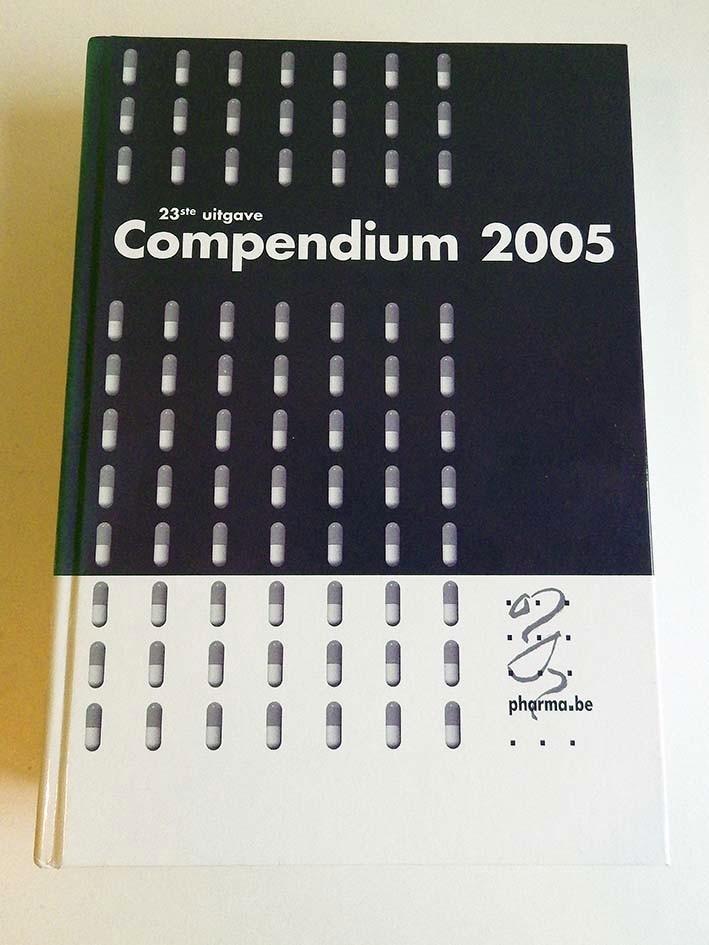 23ste uitgave
Compendium 2005
pharma.be